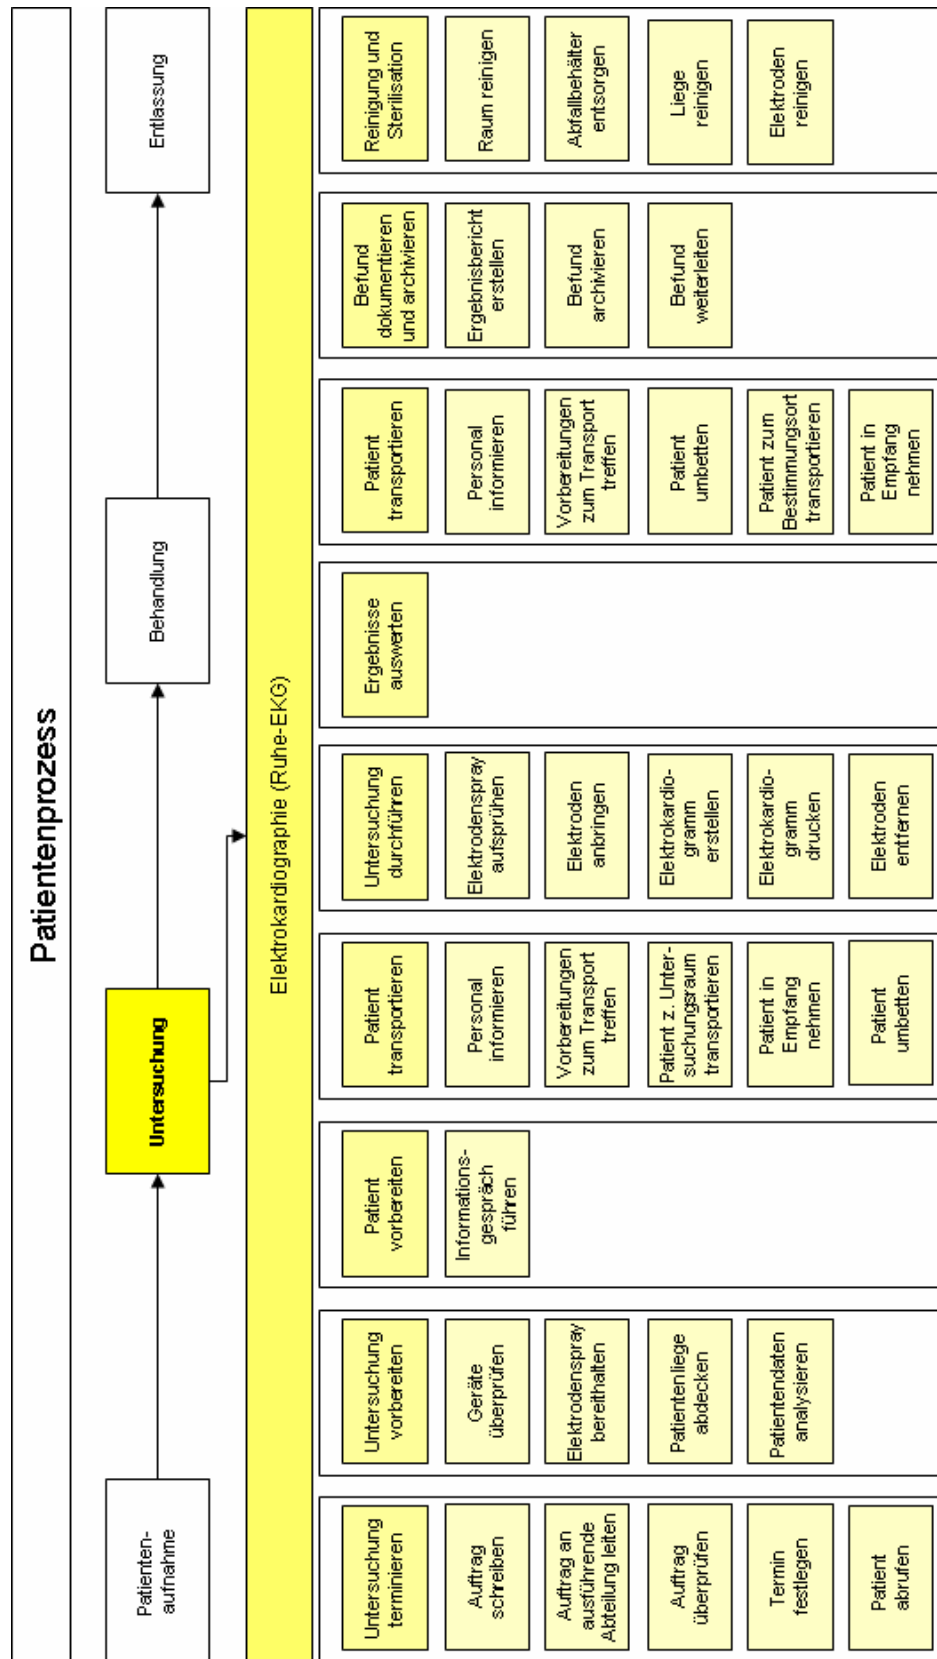 Patientenprozess
Patienten-
aufnahme
Untersuchung
Behandlung
Entlassung
Elektrokardiographie (Ruhe-EKG)
Untersuchung
terminieren
Auftrag
schreiben
Auftrag an
ausführende
Abteilung leiten
Auftrag
überprüfen
Termin
festlegen
Patient
abrufen
Untersuchung
vorbereiten
Geräte
überprüfen
Elektrodenspray
bereithalten
Patientenliege
abdecken
Patientendaten
analysieren
Patient
vorbereiten
Informations-
gespräch
führen
Patient
transportieren
Personal
informieren
Vorbereitungen
zum Transport
treffen
Patient z. Unter-
suchungsraum
transportieren
Patient in
Empfang
nehmen
Patient
umbetten
Untersuchung
durchführen
Elektrodenspray
aufsprühen
Elektroden
anbringen
Elektrokardio-
gramm
erstellen
Elektrokardio-
gramm
drucken
Elektroden
entfernen
Ergebnisse
auswerten
Patient
transportieren
Personal
informieren
Vorbereitungen
zum Transport
treffen
Patient
umbetten
Patient zum
Bestimmungsort
transportieren
Patient in
Empfang
nehmen
Befund
dokumentieren
und archivieren
Ergebnisbericht
erstellen
Befund
archivieren
Befund
weiterleiten
Reinigung und
Sterilisation
Raum reinigen
Abfallbehälter
entsorgen
Liege
reinigen
Elektroden
reinigen